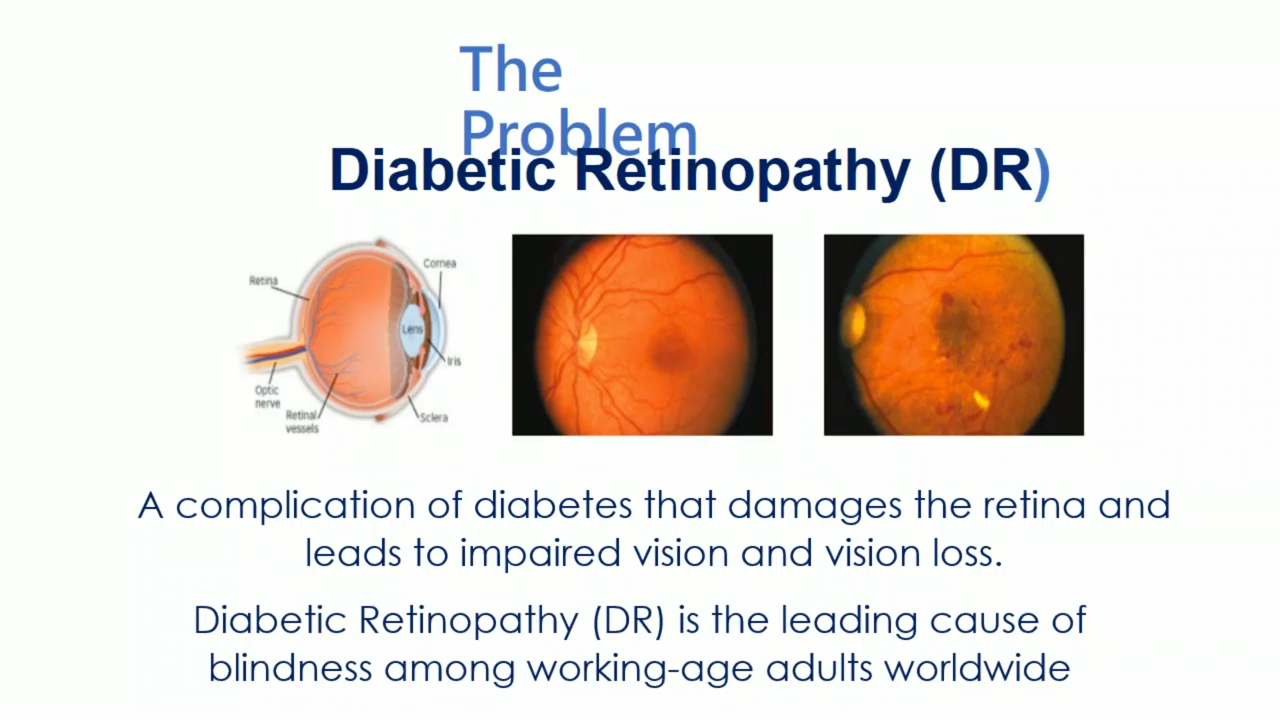 The
Problem
Diabetic Retinopathy (DR)
Retina
Cornea
Lens
Iris
Optic
nerve
Retinal
vessels
Sclera
A complication of diabetes that damages the retina and
leads to impaired vision and vision loss.
Diabetic Retinopathy (DR) is the leading cause of
blindness among working-age adults worldwide